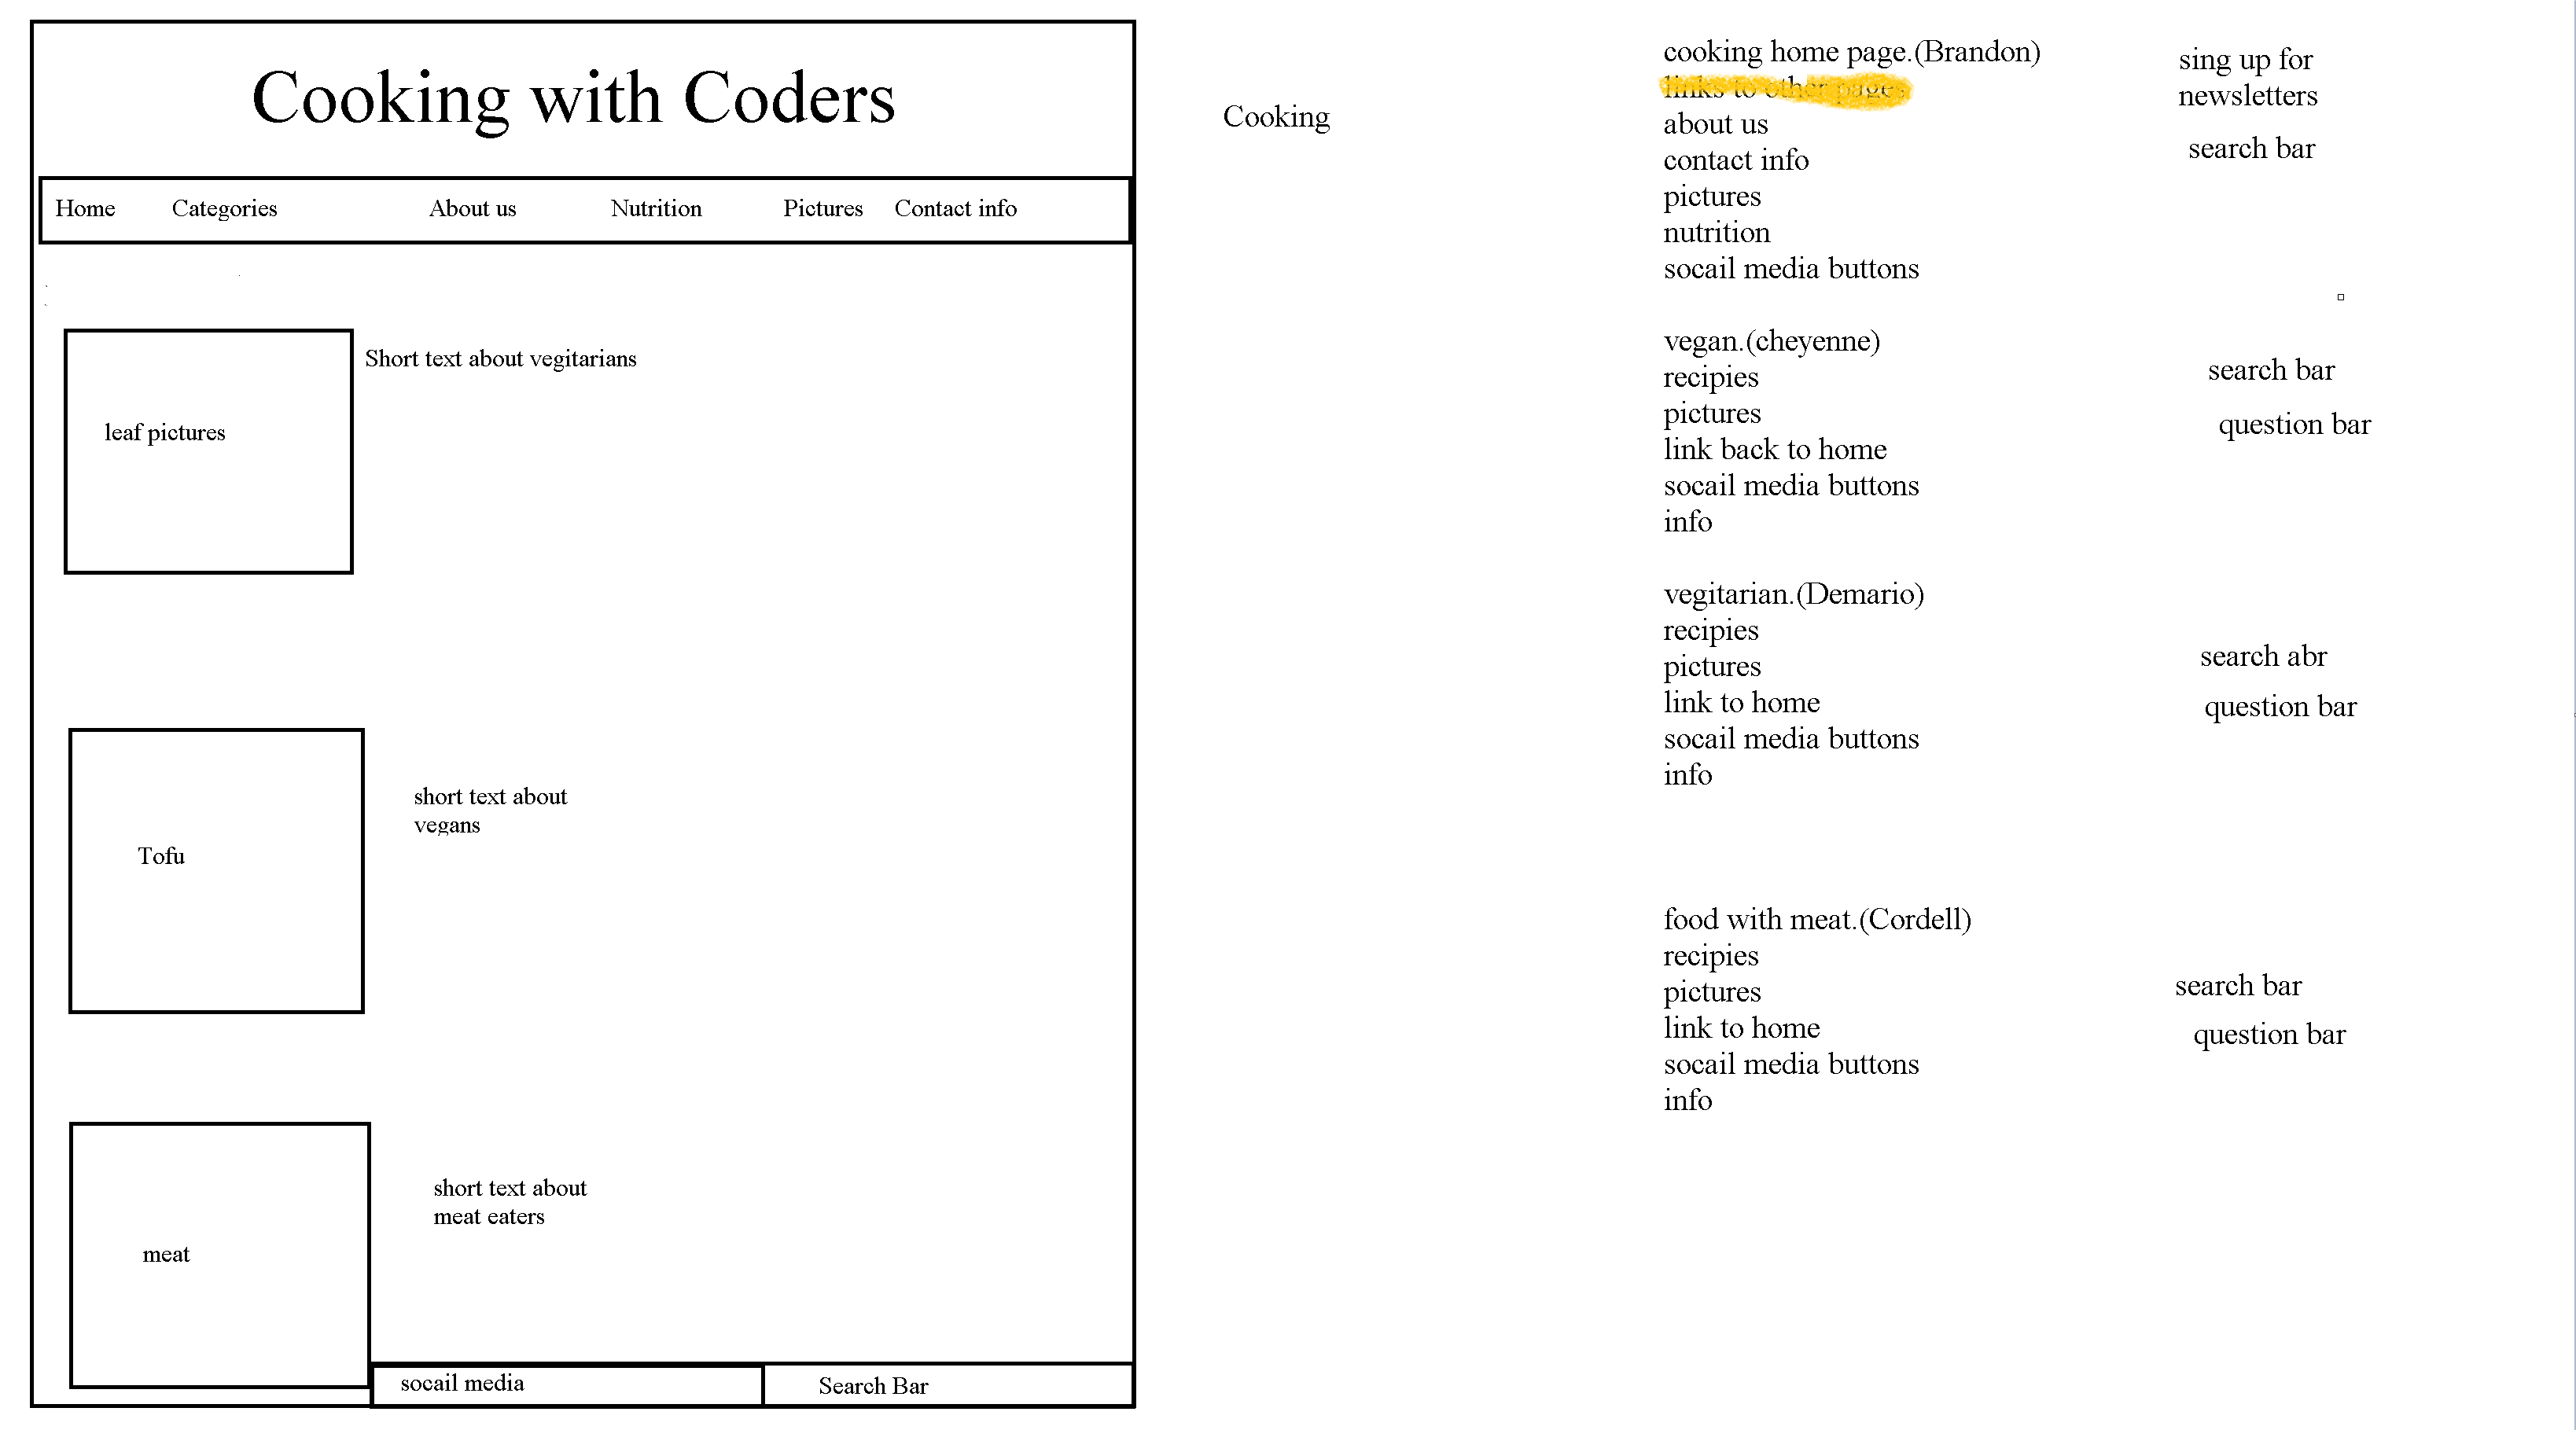 Cooking with Coders
Home Categories About us Nutrition Pictures Contact info
Short text about vegitarians
leaf pictures
short text about
vegans
Tofu
short text about
meat eaters
meat
socail media
Search Bar
Cooking
cooking home page.(Brandon)
links to other pages
about us
contact info
pictures
nutrition
socail media buttons
sing up for
newsletters
search bar
vegan.(cheyenne)
recipies
pictures
link back to home
socail media buttons
info
search bar
question bar
vegitarian.(Demario)
recipies
pictures
link to home
socail media buttons
info
search abr
question bar
food with meat.(Cordell)
recipies
pictures
link to home
socail media buttons
info
search bar
question bar